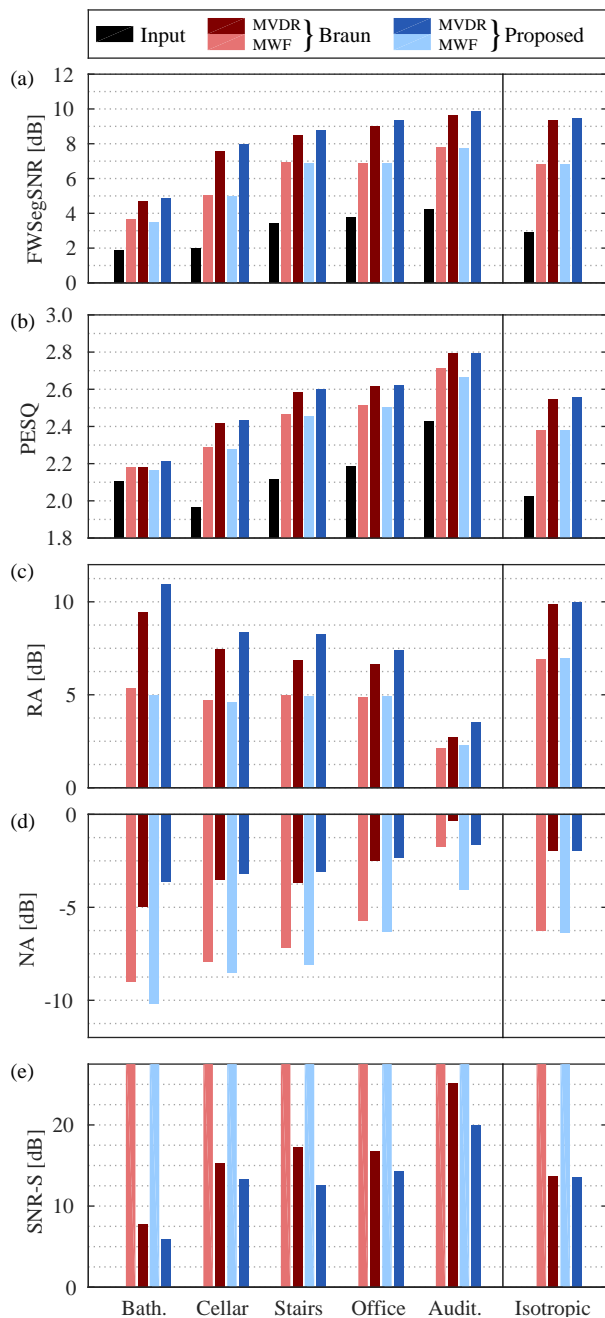 Input MVDR MWF } Braun MVDR MWF } Proposed
(a)
FWSegSNR [dB]
12
10
8
6
4
2
0
(b)
PESQ
3.0
2.8
2.6
2.4
2.2
2.0
1.8
(c)
RA [dB]
10
5
0
(d)
NA [dB]
0
-5
-10
(e)
SNR-S [dB]
20
10
0
Bath. Cellar Stairs Office Audit. Isotropic